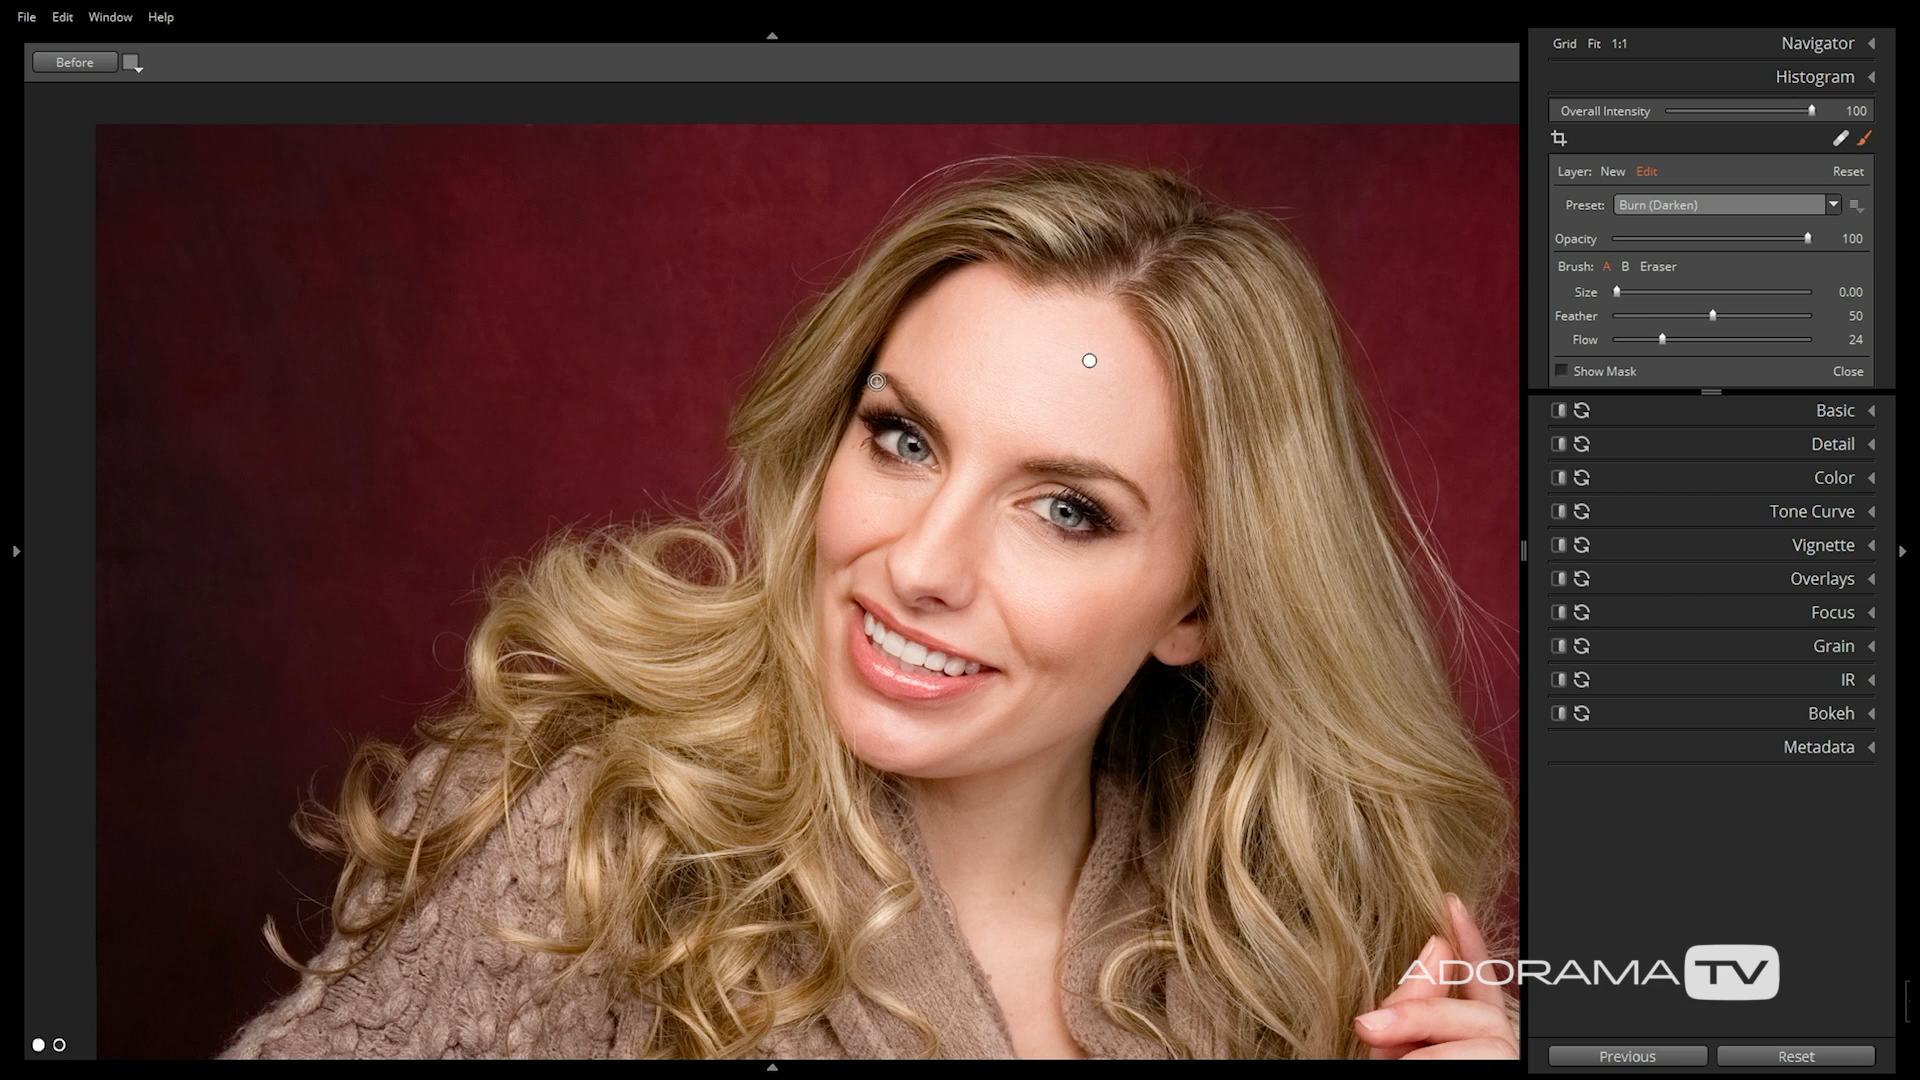 File Edit Window Help
Before
Grid Fit 1:1 Navigator
Histogram
Overall Intensity 100
Layer: New Edit Reset
Preset: Burn (Darken)
Opacity 100
Brush: A B Eraser
Size 0.00
Feather 50
Flow 24
Show Mask Close
Basic
Detail
Color
Tone Curve
Vignette
Overlays
Focus
Grain
IR
Bokeh
Metadata
ADORAMA TV
Previous Reset